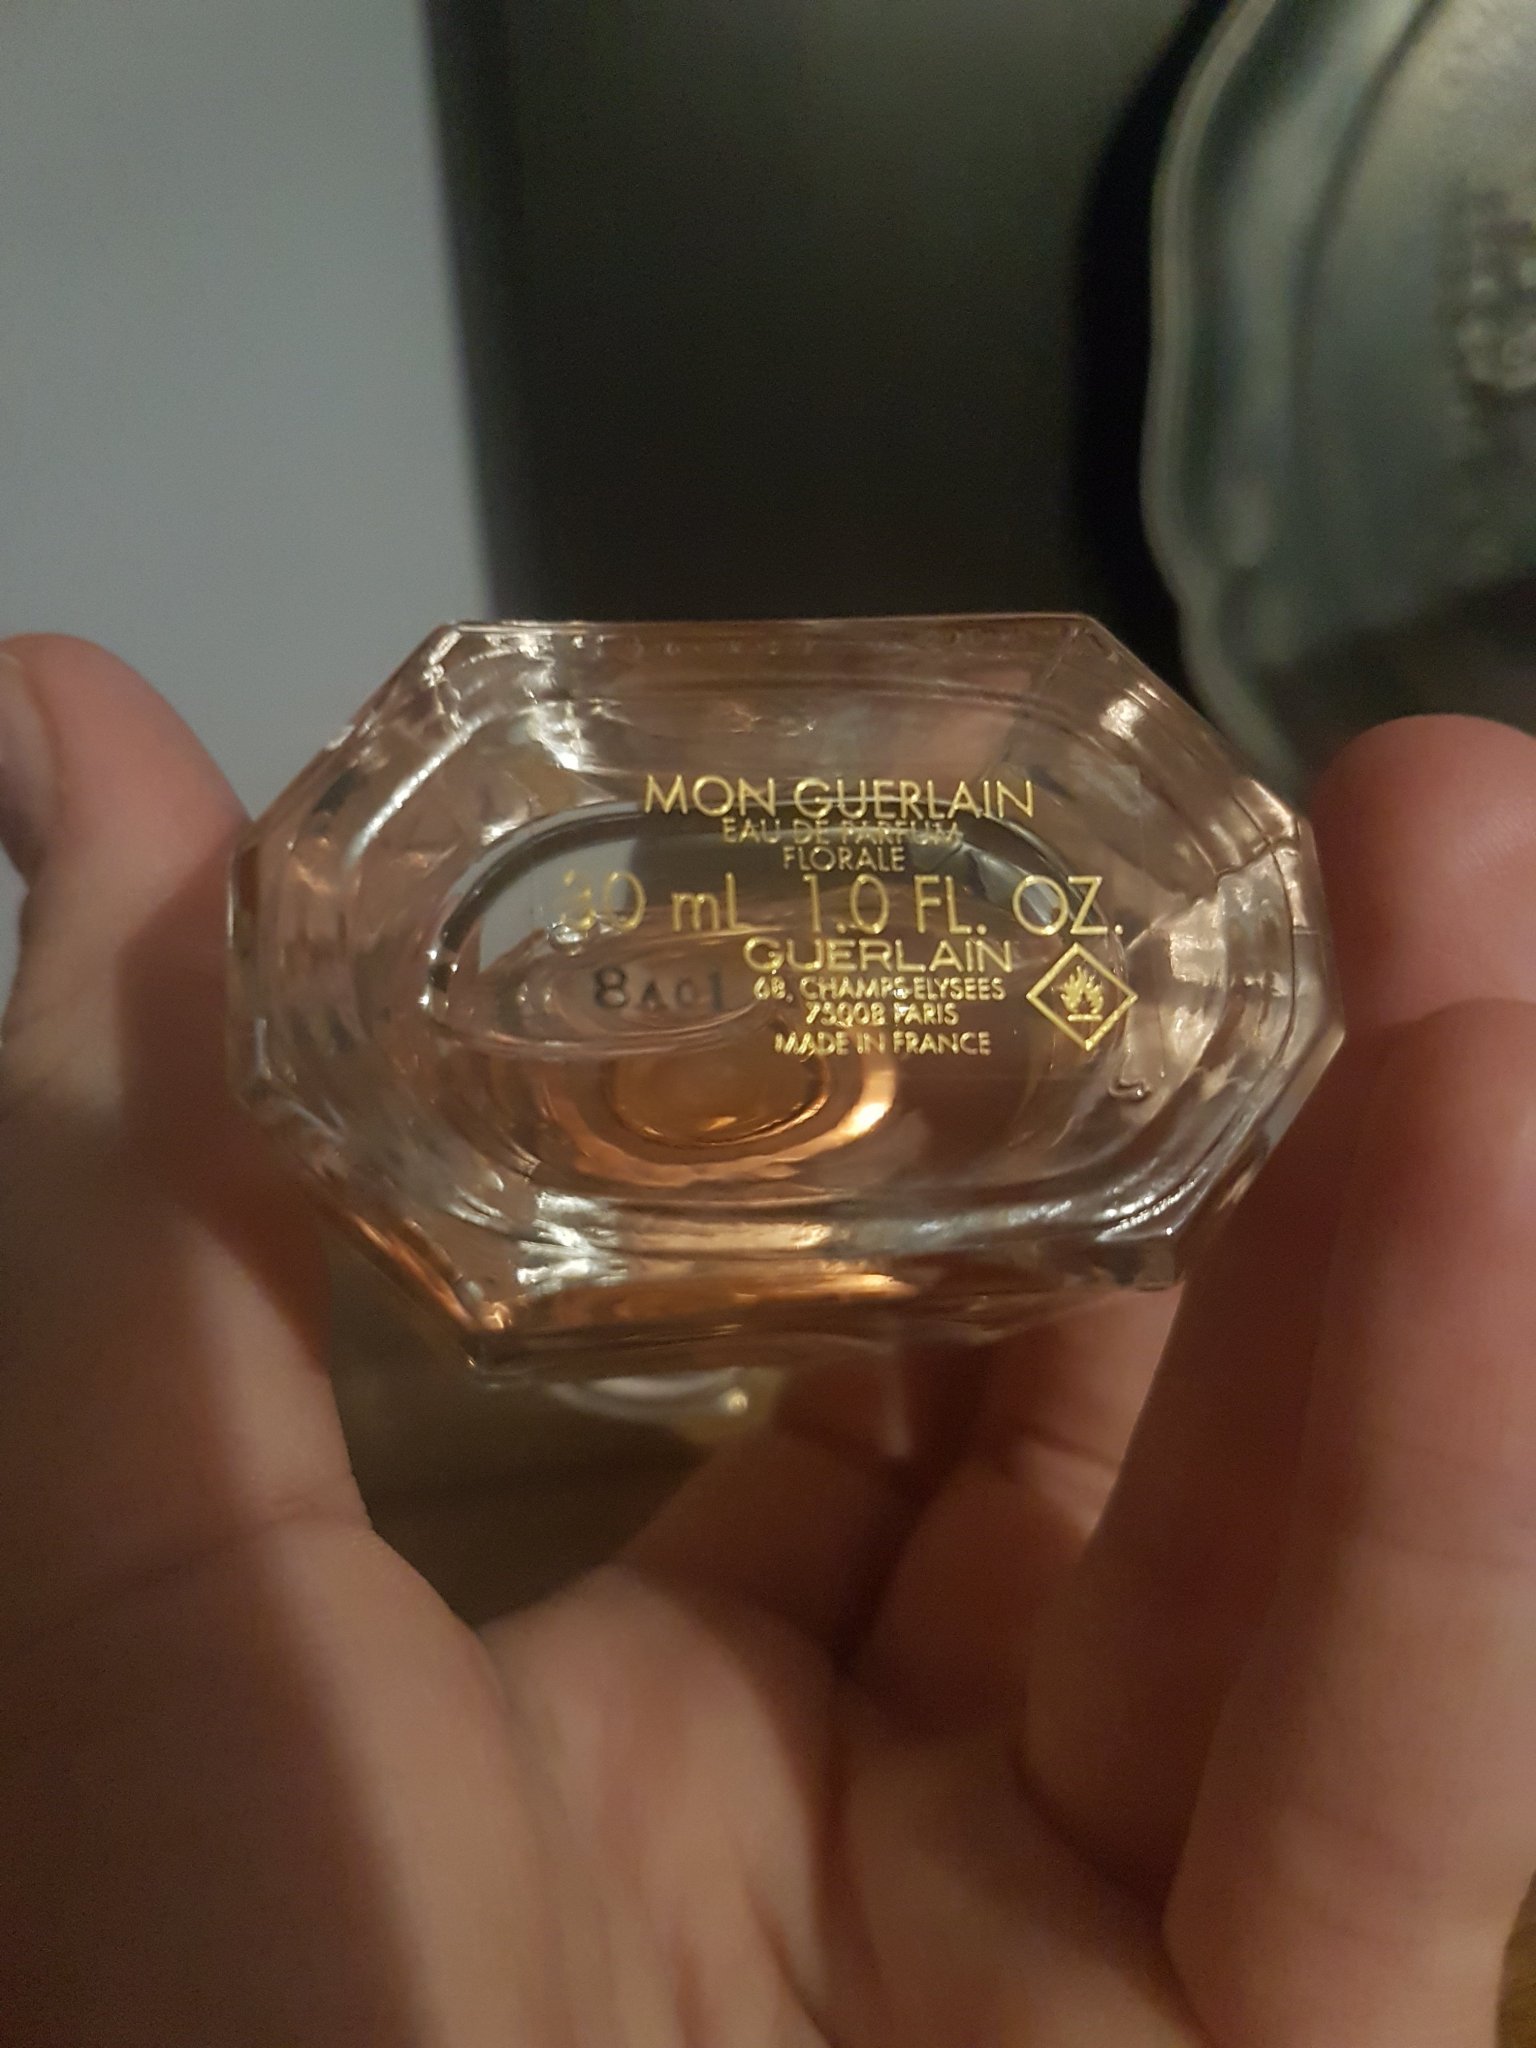 MON GUERLAIN
EAU DE PARFUM
FLORALE
30 mL 1.0 FL. OZ.
GUERLAIN
8A01
68, CHAMPS-ELYSEES
75008 PARIS
MADE IN FRANCE